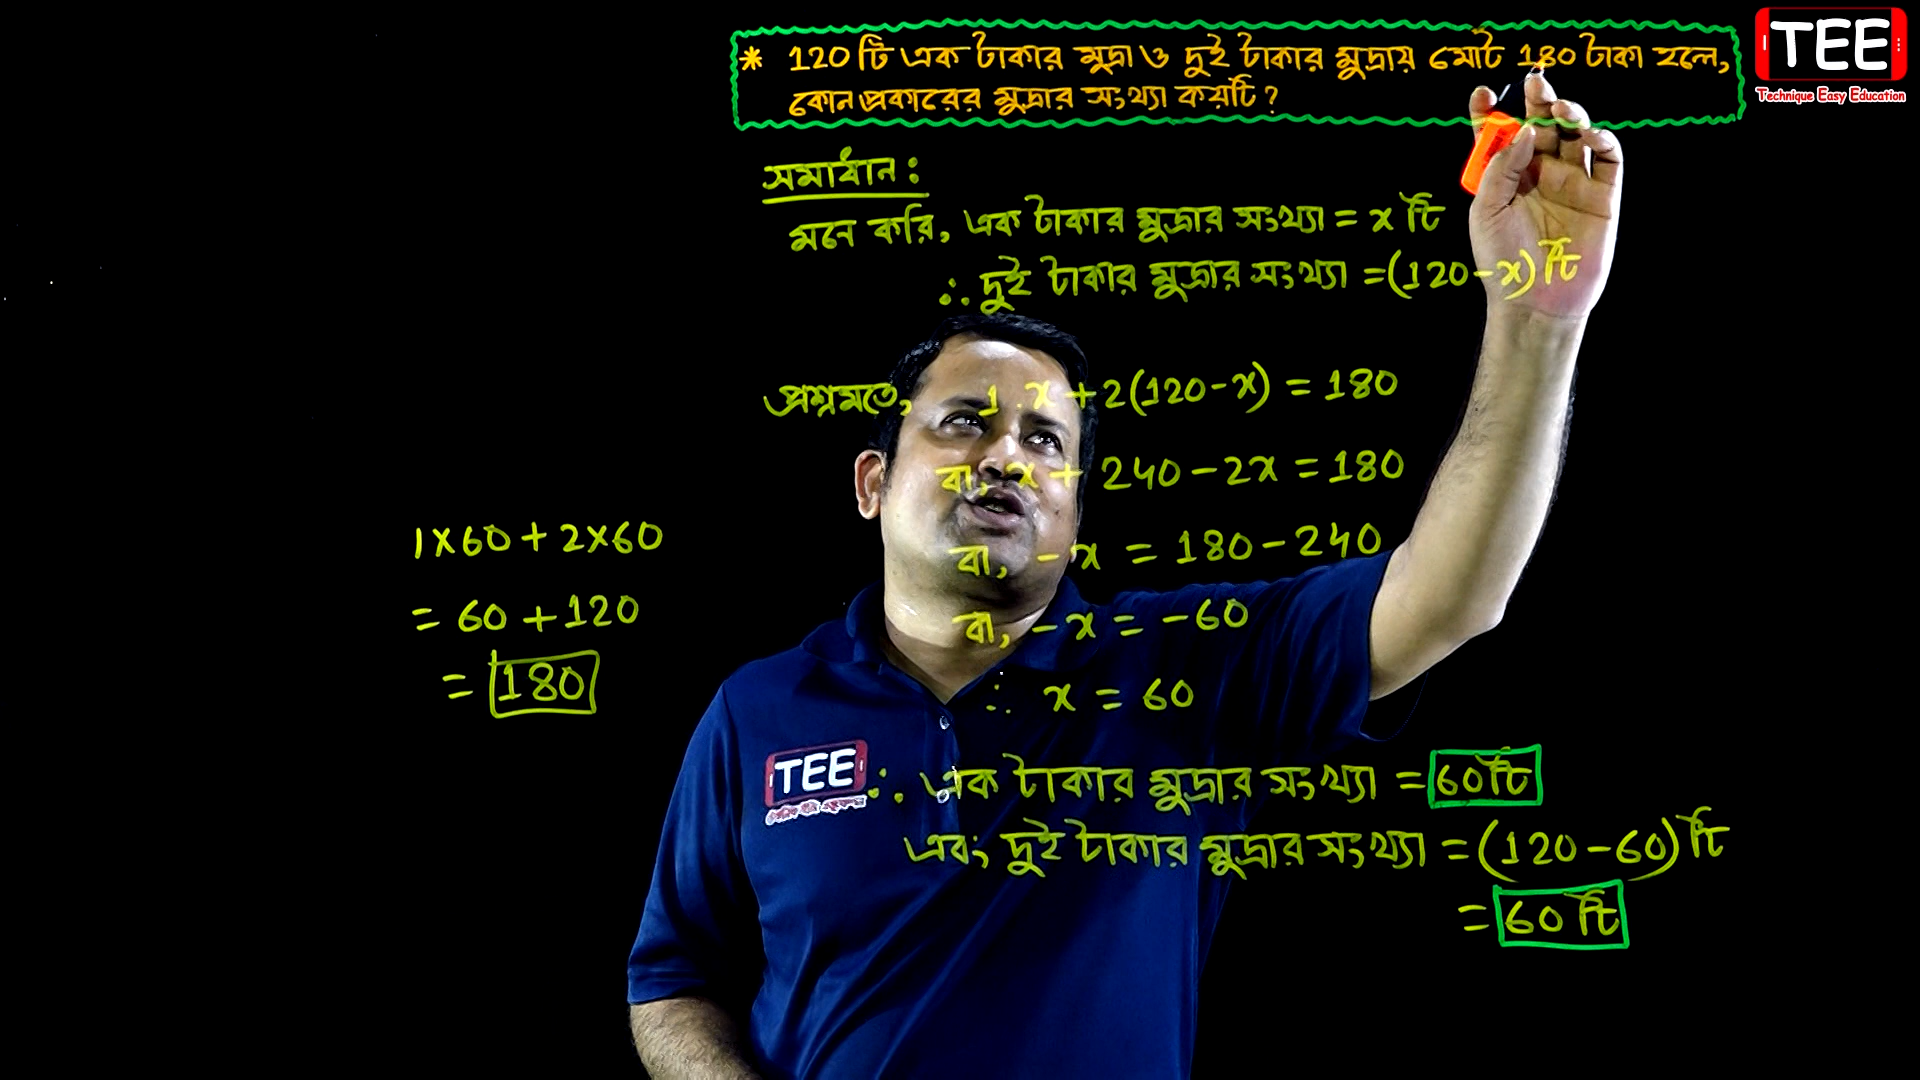 * 120 টি এক টাকার মুদ্রা ও দুই টাকার মুদ্রায় মোট 180 টাকা হলে,
কোন প্রকারের মুদ্রার সংখ্যা কয়টি ?
TEE
Technique Easy Education
সমাধান :
মনে করি, এক টাকার মুদ্রার সংখ্যা = x টি
∴ দুই টাকার মুদ্রার সংখ্যা = (120 - x) টি
প্রশ্নমতে, 1 . x + 2 (120 - x) = 180
বা, x + 240 - 2x = 180
বা, - x = 180 - 240
বা, - x = - 60
∴ x = 60
∴ এক টাকার মুদ্রার সংখ্যা = 60 টি
এবং দুই টাকার মুদ্রার সংখ্যা = (120 - 60) টি
= 60 টি
1 x 60 + 2 x 60
= 60 + 120
= 180
TEE